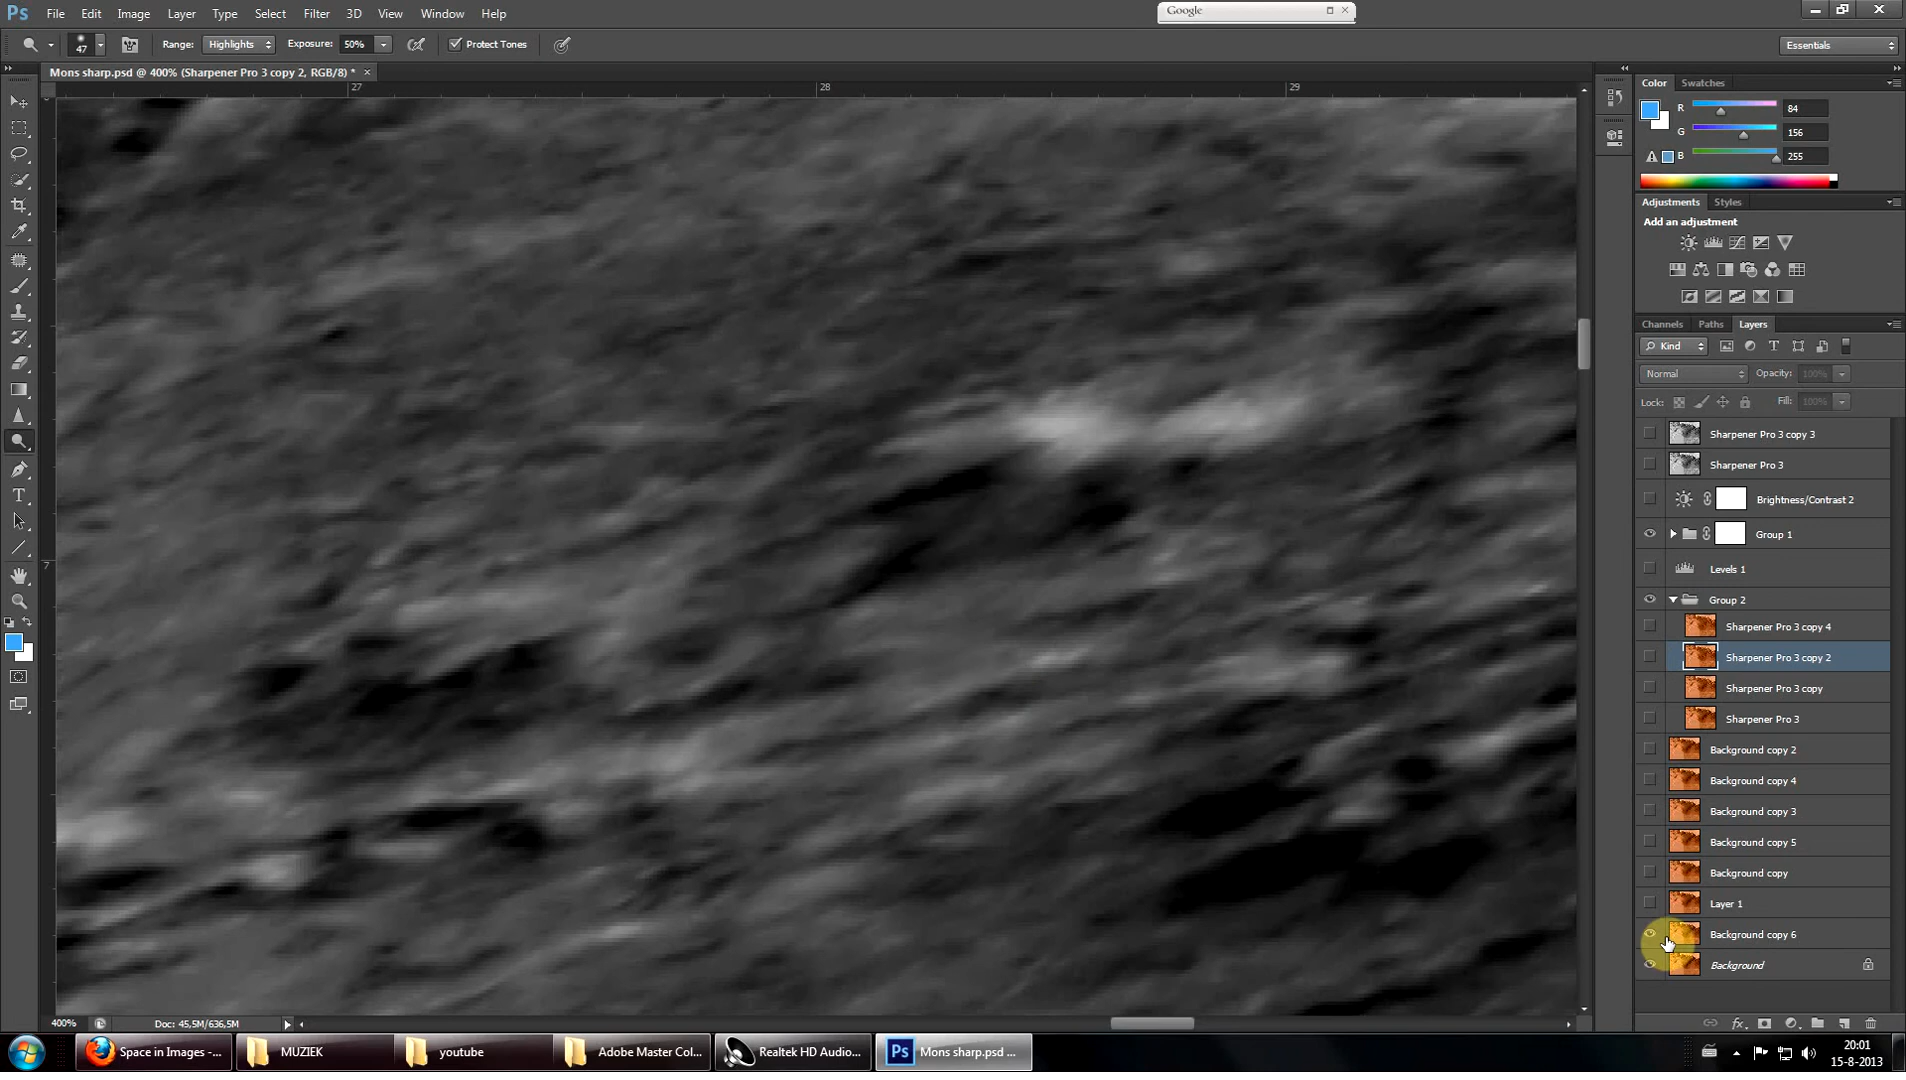 Ps File Edit Image Layer Type Select Filter 3D View Window Help
Google
47 Range: Highlights Exposure: 50% Protect Tones Essentials
Mons sharp.psd @ 400% (Sharpener Pro 3 copy 2, RGB/8) *
27 28 29
7
Color Swatches
R 84
G 156
B 255
Adjustments Styles
Add an adjustment
Channels Paths Layers
Kind
Normal Opacity: 100%
Lock: Fill: 100%
Sharpener Pro 3 copy 3
Sharpener Pro 3
Brightness/Contrast 2
Group 1
Levels 1
Group 2
Sharpener Pro 3 copy 4
Sharpener Pro 3 copy 2
Sharpener Pro 3 copy
Sharpener Pro 3
Background copy 2
Background copy 4
Background copy 3
Background copy 5
Background copy
Layer 1
Background copy 6
Background
400% Doc: 45,5M/636,5M
Space in Images -... MUZIEK youtube Adobe Master Col... Realtek HD Audio... Ps Mons sharp.psd ...
20:01
15-8-2013